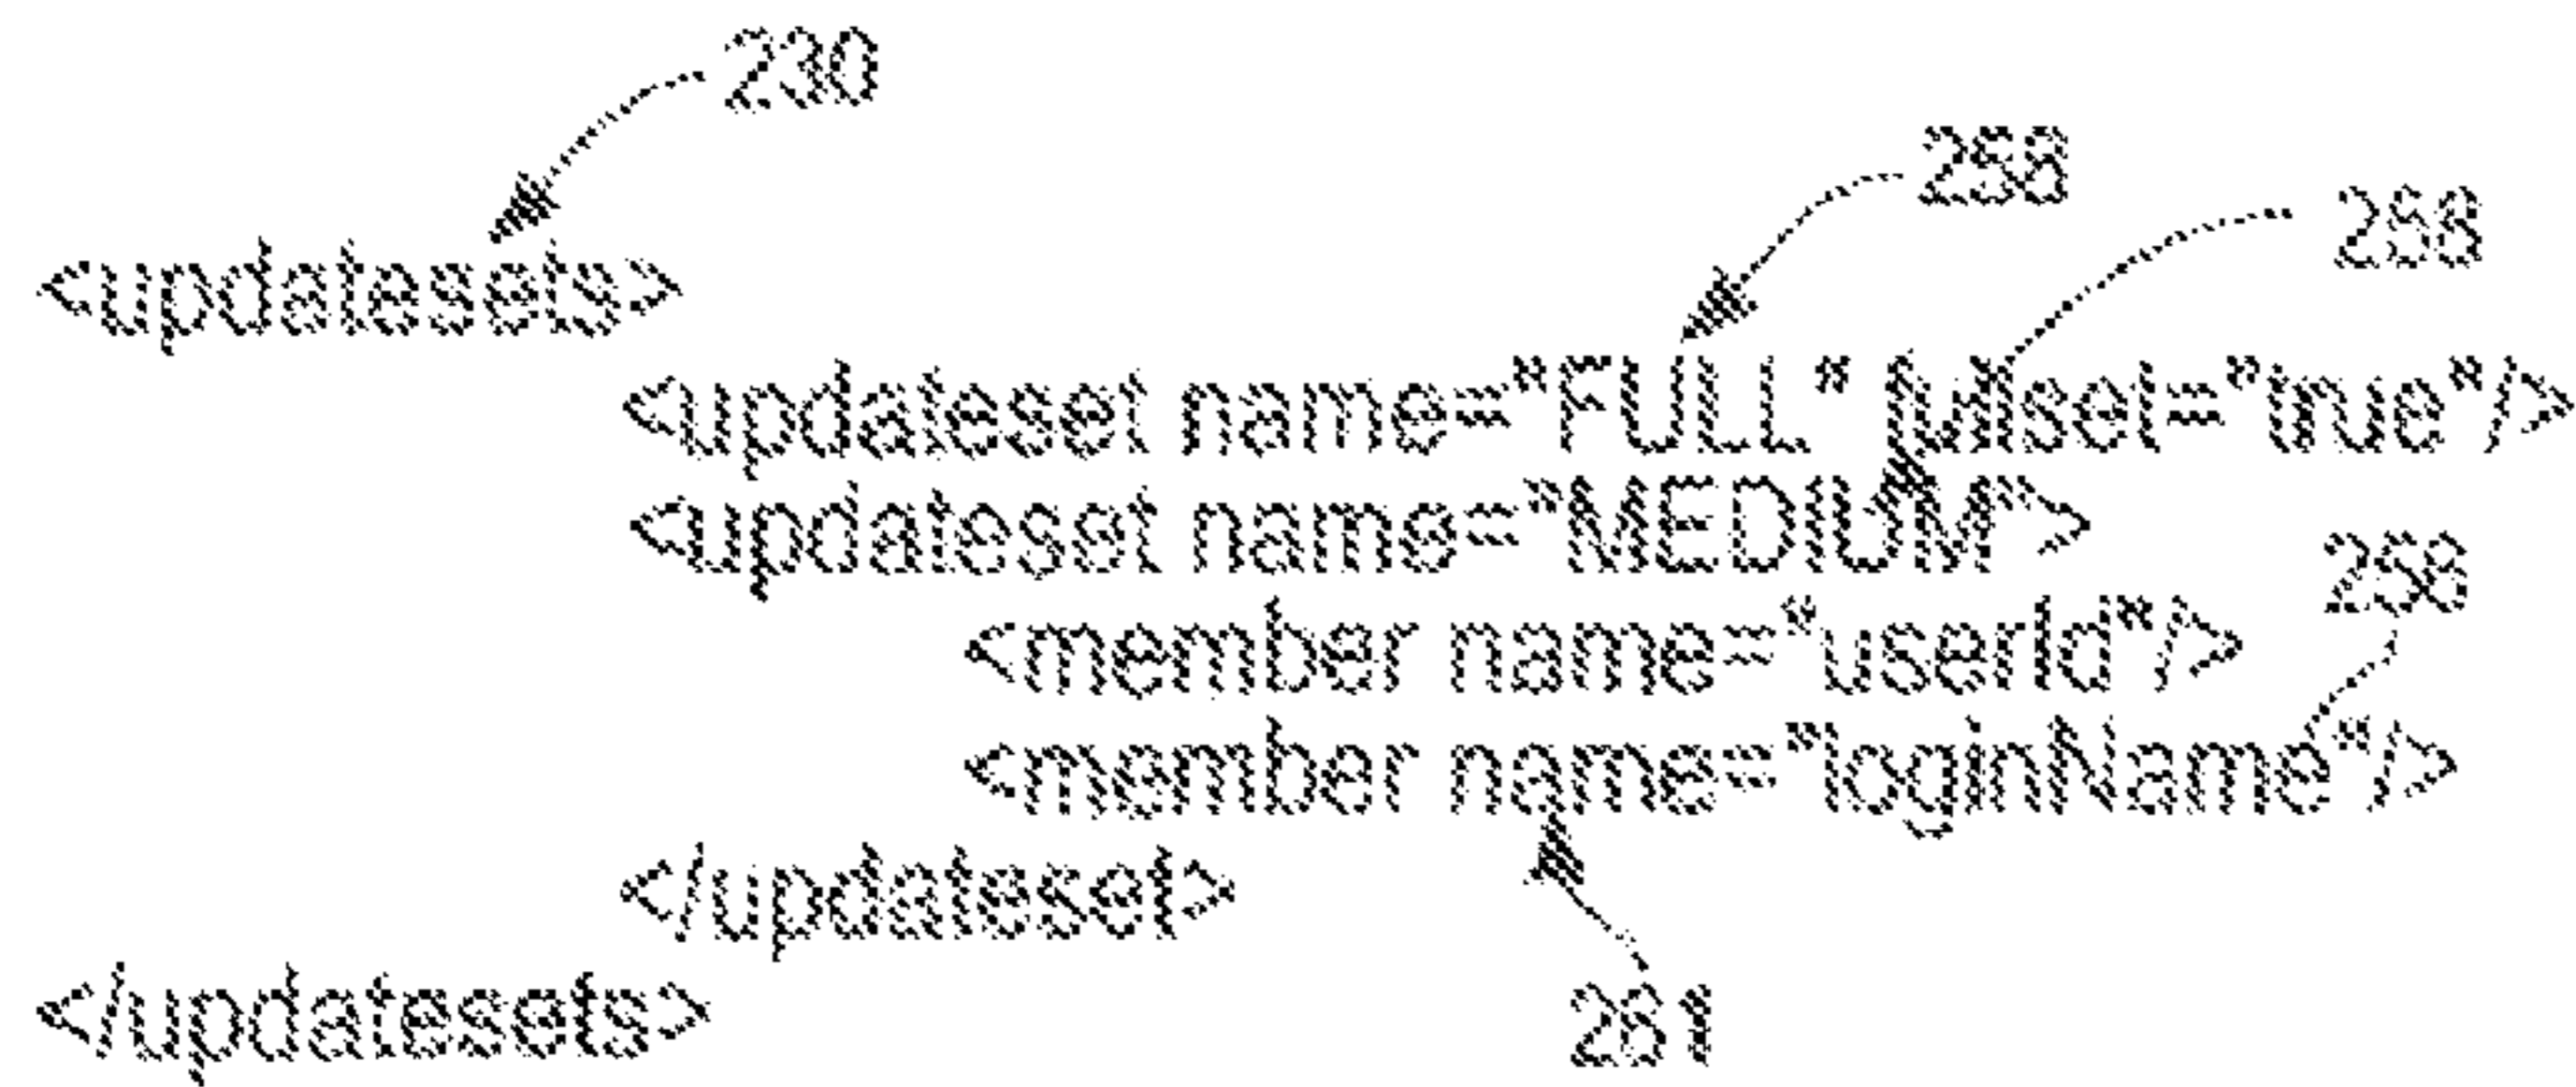 230
258
258
<updatesets>
<updateset name="FULL" fullset="true"/>
<updateset name="MEDIUM">
258
<member name="userId"/>
<member name="loginName"/>
</updateset>
261
</updatesets>